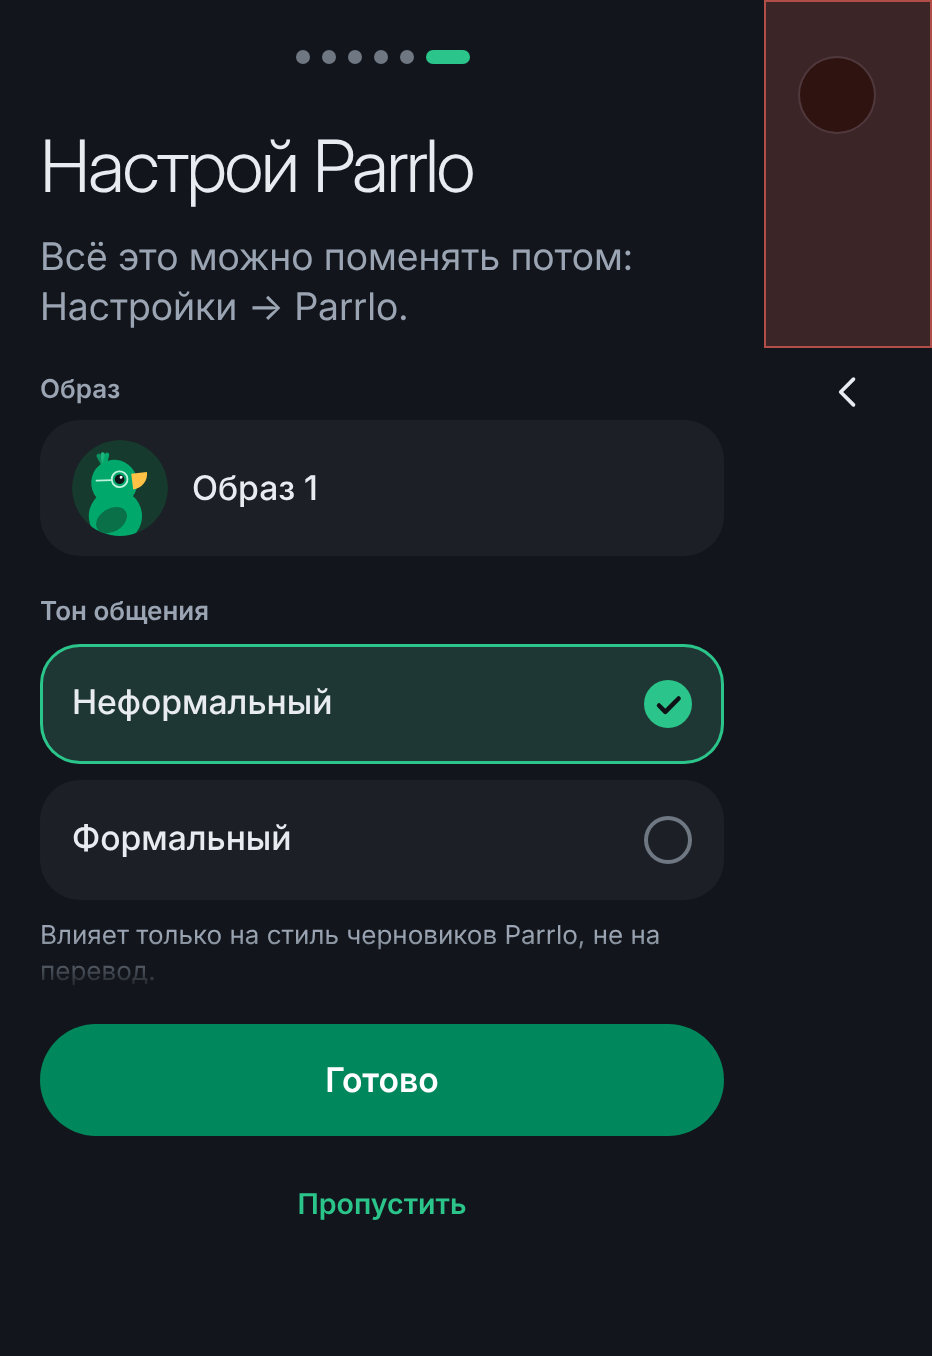 Настрой Parrlo
Всё это можно поменять потом:
Настройки → Parrlo.
Образ
Образ 1
Тон общения
Неформальный
Формальный
Влияет только на стиль черновиков Parrlo, не на
перевод.
Готово
Пропустить